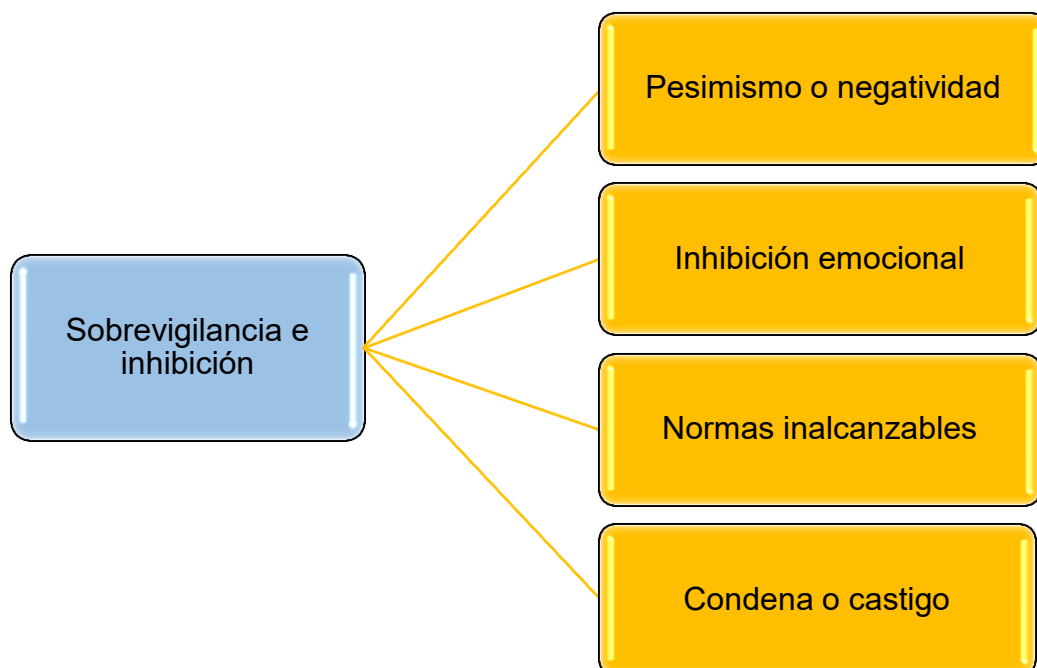 Pesimismo o negatividad
Inhibición emocional
Sobrevigilancia e
inhibición
Normas inalcanzables
Condena o castigo